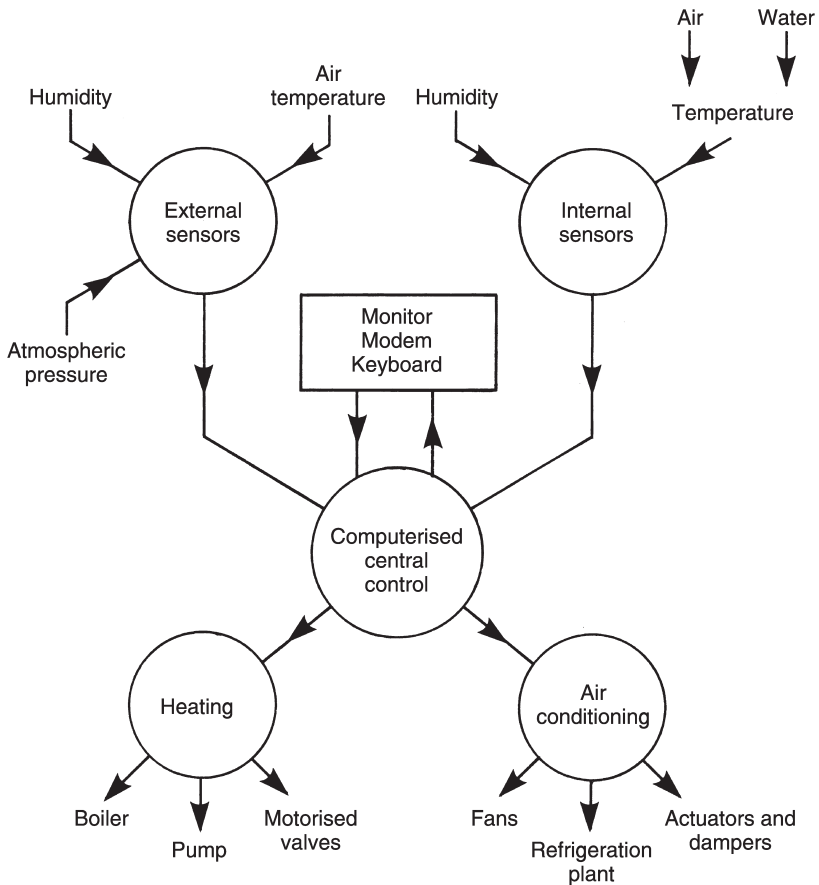 Air
Water
Humidity
Air
temperature
Humidity
Temperature
External
sensors
Internal
sensors
Atmospheric
pressure
Monitor
Modem
Keyboard
Computerised
central
control
Heating
Air
conditioning
Boiler
Pump
Motorised
valves
Fans
Refrigeration
plant
Actuators and
dampers